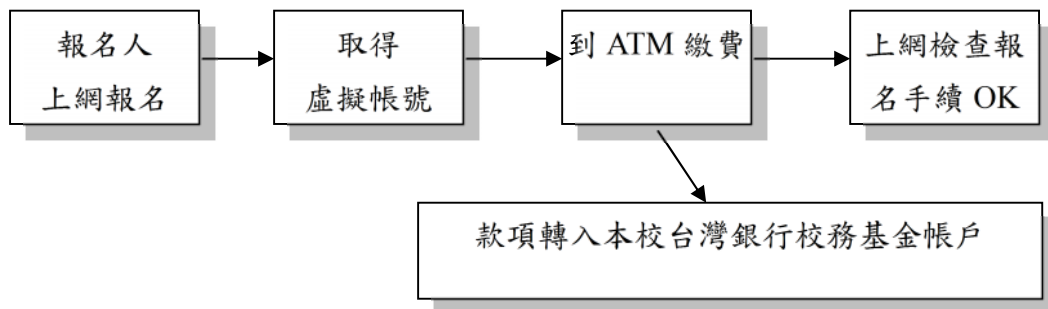 報名人
上網報名
取得
虛擬帳號
到 ATM 繳費
上網檢查報
名手續 OK
款項轉入本校台灣銀行校務基金帳戶